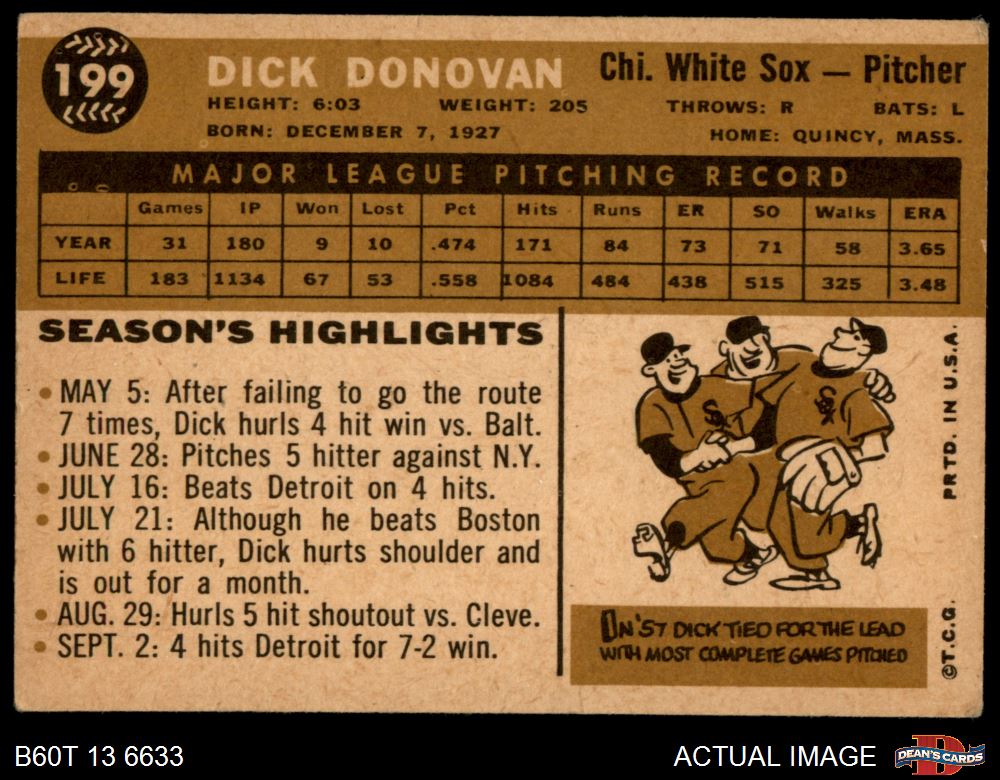 199
DICK DONOVAN
Chi. White Sox — Pitcher
HEIGHT: 6:03 WEIGHT: 205 THROWS: R BATS: L
BORN: DECEMBER 7, 1927 HOME: QUINCY, MASS.
MAJOR LEAGUE PITCHING RECORD
Games IP Won Lost Pct Hits Runs ER SO Walks ERA
YEAR 31 180 9 10 .474 171 84 73 71 58 3.65
LIFE 183 1134 67 53 .558 1084 484 438 515 325 3.48
SEASON'S HIGHLIGHTS
• MAY 5: After failing to go the route
7 times, Dick hurls 4 hit win vs. Balt.
• JUNE 28: Pitches 5 hitter against N.Y.
• JULY 16: Beats Detroit on 4 hits.
• JULY 21: Although he beats Boston
with 6 hitter, Dick hurts shoulder and
is out for a month.
• AUG. 29: Hurls 5 hit shoutout vs. Cleve.
• SEPT. 2: 4 hits Detroit for 7-2 win.
SOX
SOX
IN '57 DICK TIED FOR THE LEAD
WITH MOST COMPLETE GAMES PITCHED
©T.C.G. PRTD. IN U.S.A.
B60T 13 6633
ACTUAL IMAGE
D
DEAN'S CARDS